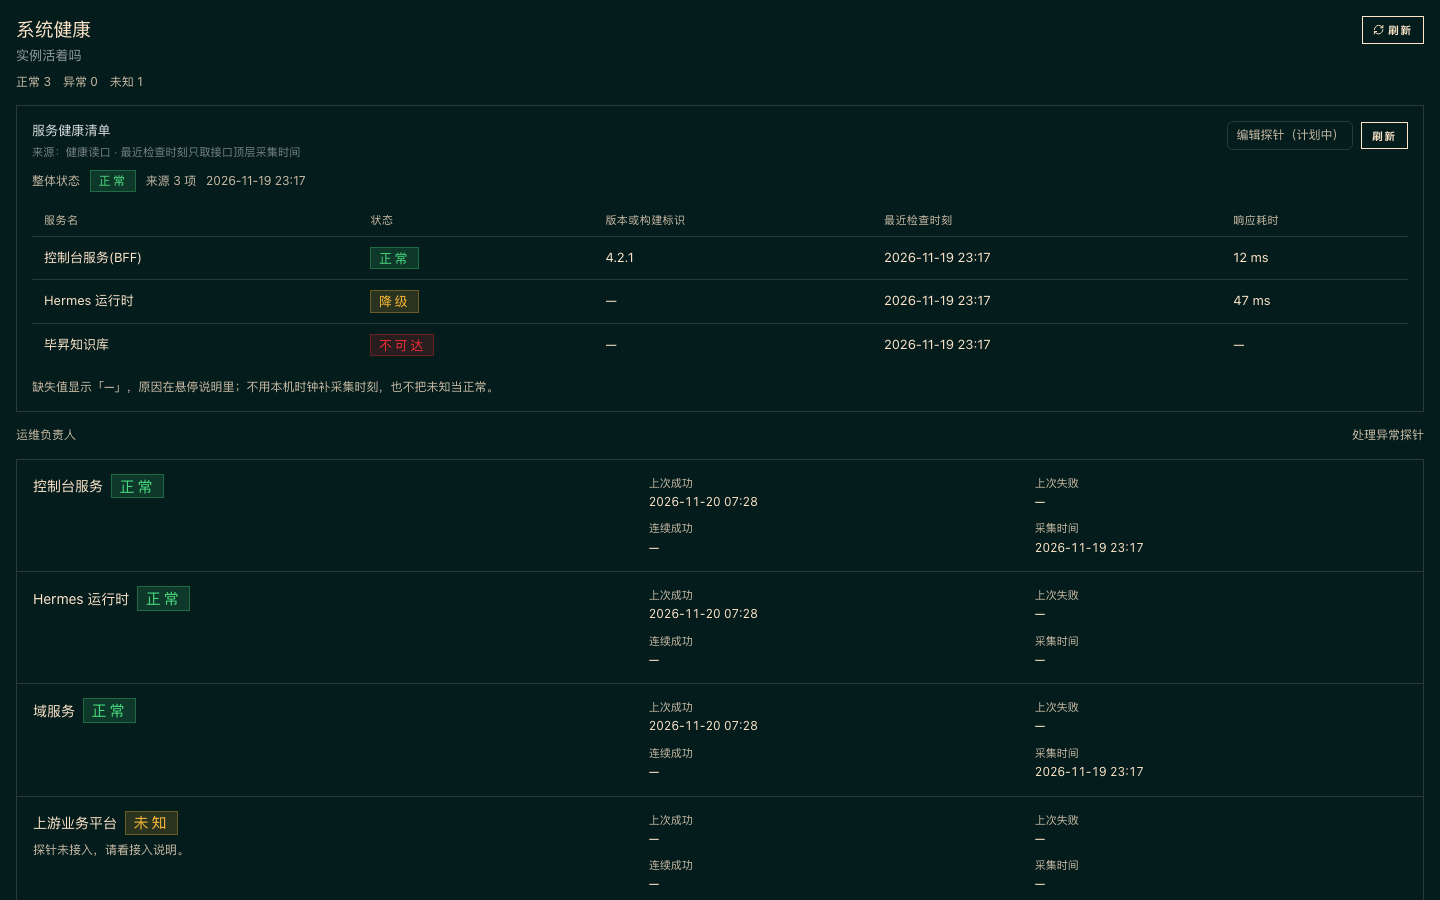 系统健康
刷新
实例活着吗
正常 3 异常 0 未知 1
服务健康清单
编辑探针（计划中）
刷新
来源：健康读口 · 最近检查时刻只取接口顶层采集时间
整体状态 正常 来源 3 项 2026-11-19 23:17
服务名 状态 版本或构建标识 最近检查时刻 响应耗时
控制台服务(BFF) 正常 4.2.1 2026-11-19 23:17 12 ms
Hermes 运行时 降级 — 2026-11-19 23:17 47 ms
毕昇知识库 不可达 — 2026-11-19 23:17 —
缺失值显示「—」，原因在悬停说明里；不用本机时钟补采集时刻，也不把未知当正常。
运维负责人 处理异常探针
控制台服务 正常
上次成功 上次失败
2026-11-20 07:28 —
连续成功 采集时间
— 2026-11-19 23:17
Hermes 运行时 正常
上次成功 上次失败
2026-11-20 07:28 —
连续成功 采集时间
— —
域服务 正常
上次成功 上次失败
2026-11-20 07:28 —
连续成功 采集时间
— 2026-11-19 23:17
上游业务平台 未知
探针未接入，请看接入说明。
上次成功 上次失败
— —
连续成功 采集时间
— —